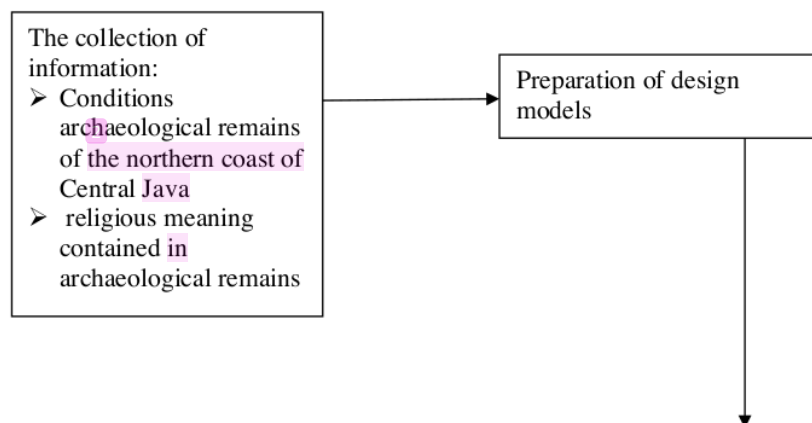 The collection of
information:
➢ Conditions
archaeological remains
of the northern coast of
Central Java
➢ religious meaning
contained in
archaeological remains
Preparation of design
models